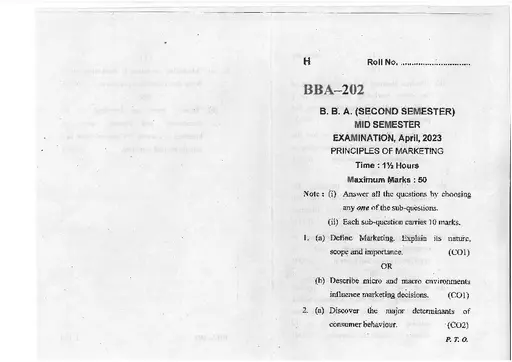 H Roll No. ..............................
BBA–202
B. B. A. (SECOND SEMESTER)
MID SEMESTER
EXAMINATION, April, 2023
PRINCIPLES OF MARKETING
Time : 1½ Hours
Maximum Marks : 50
Note : (i) Answer all the questions by choosing
any one of the sub-questions.
(ii) Each sub-question carries 10 marks.
1. (a) Define Marketing. Explain its nature,
scope and importance. (CO1)
OR
(b) Describe micro and macro environments
influence marketing decisions. (CO1)
2. (a) Discover the major determinants of
consumer behaviour. (CO2)
P. T. O.